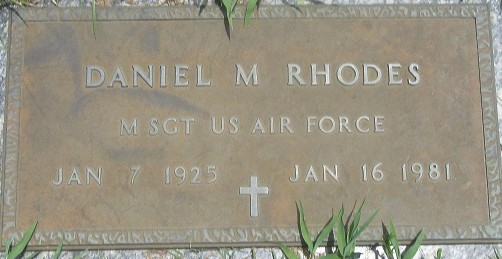 DANIEL M RHODES
M SGT US AIR FORCE
JAN 7 1925 JAN 16 1981